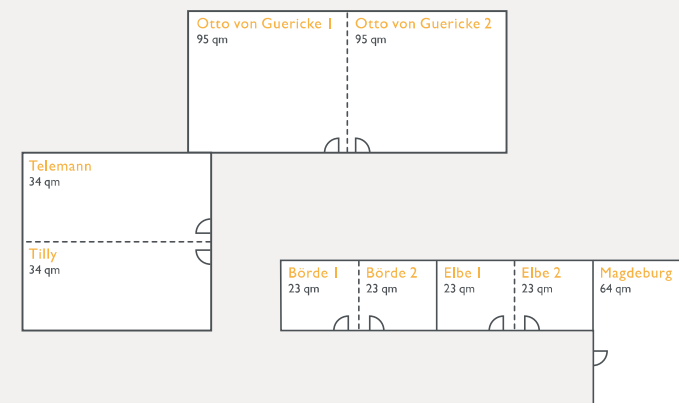 Otto von Guericke 1
95 qm
Otto von Guericke 2
95 qm
Telemann
34 qm
Tilly
34 qm
Börde 1
23 qm
Börde 2
23 qm
Elbe 1
23 qm
Elbe 2
23 qm
Magdeburg
64 qm